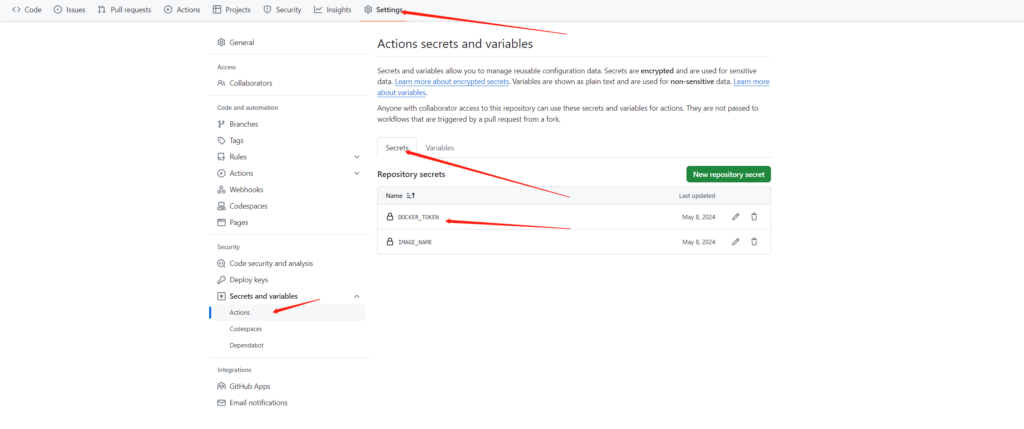 Code Issues Pull requests Actions Projects Security Insights Settings
General
Access
Collaborators
Code and automation
Branches
Tags
Rules
Actions
Webhooks
Codespaces
Pages
Security
Code security and analysis
Deploy keys
Secrets and variables
Actions
Codespaces
Dependabot
Integrations
GitHub Apps
Email notifications
Actions secrets and variables
Secrets and variables allow you to manage reusable configuration data. Secrets are encrypted and are used for sensitive
data. Learn more about encrypted secrets. Variables are shown as plain text and are used for non-sensitive data. Learn more
about variables.
Anyone with collaborator access to this repository can use these secrets and variables for actions. They are not passed to
workflows that are triggered by a pull request from a fork.
Secrets Variables
Repository secrets New repository secret
Name Last updated
DOCKER_TOKEN May 8, 2024
IMAGE_NAME May 8, 2024